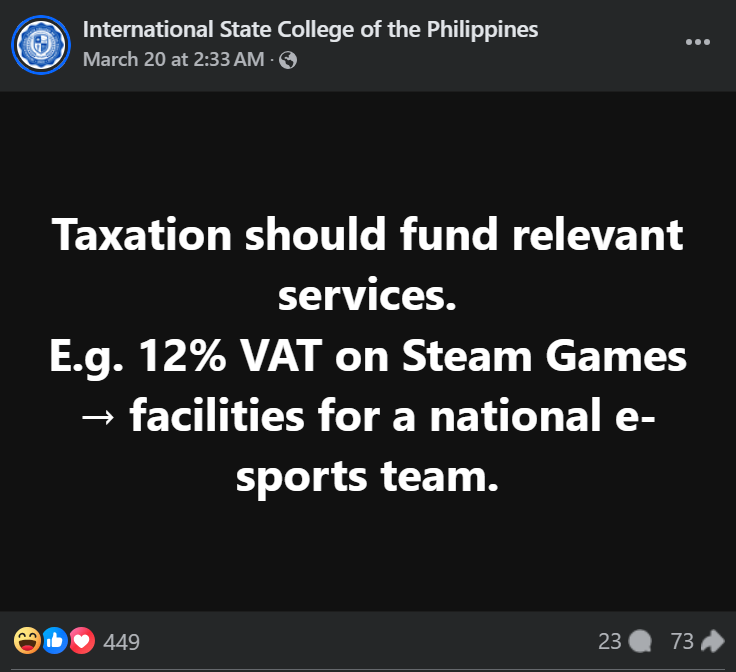 International State College of the Philippines
March 20 at 2:33 AM ·
Taxation should fund relevant
services.
E.g. 12% VAT on Steam Games
→ facilities for a national e-
sports team.
449
23
73